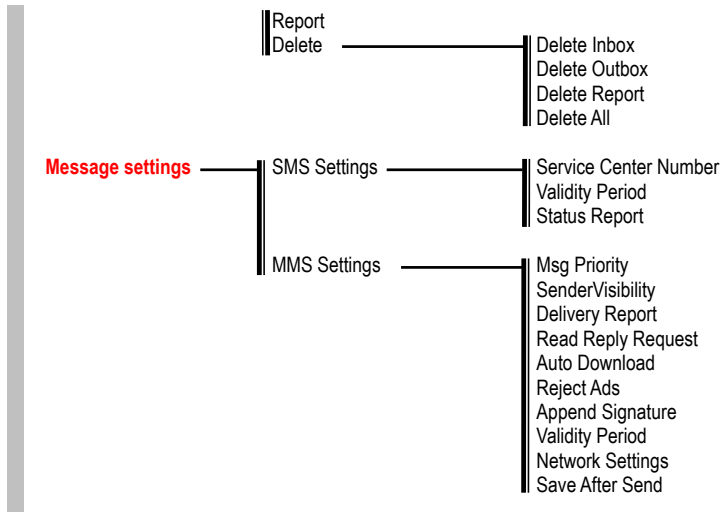 Report
Delete
Delete Inbox
Delete Outbox
Delete Report
Delete All
Message settings
SMS Settings
Service Center Number
Validity Period
Status Report
MMS Settings
Msg Priority
SenderVisibility
Delivery Report
Read Reply Request
Auto Download
Reject Ads
Append Signature
Validity Period
Network Settings
Save After Send